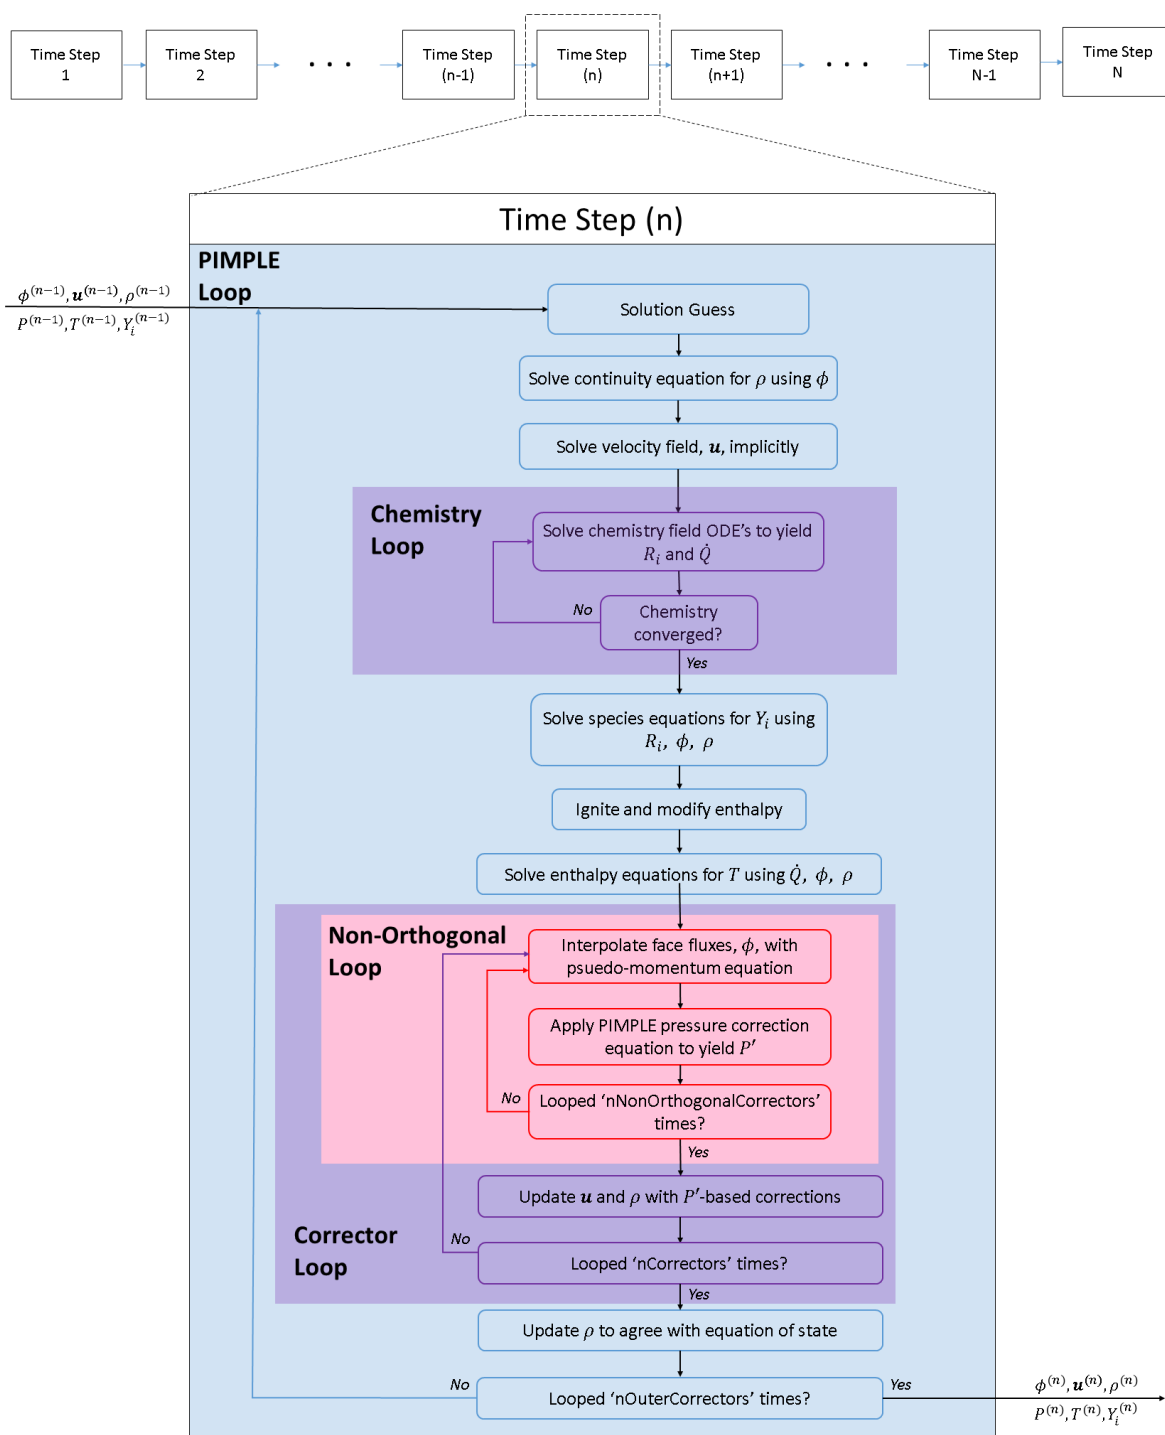 Time Step
1
Time Step
2
. . .
Time Step
(n-1)
Time Step
(n)
Time Step
(n+1)
. . .
Time Step
N-1
Time Step
N
Time Step (n)
PIMPLE
Loop
ϕ⁽ⁿ⁻¹⁾, u⁽ⁿ⁻¹⁾, ρ⁽ⁿ⁻¹⁾
P⁽ⁿ⁻¹⁾, T⁽ⁿ⁻¹⁾, Yᵢ⁽ⁿ⁻¹⁾
Solution Guess
Solve continuity equation for ρ using ϕ
Solve velocity field, u, implicitly
Chemistry
Loop
Solve chemistry field ODE's to yield
Rᵢ and Q̇
No
Chemistry
converged?
Yes
Solve species equations for Yᵢ using
Rᵢ, ϕ, ρ
Ignite and modify enthalpy
Solve enthalpy equations for T using Q̇, ϕ, ρ
Non-Orthogonal
Loop
Interpolate face fluxes, ϕ, with
psuedo-momentum equation
Apply PIMPLE pressure correction
equation to yield P′
No
Looped 'nNonOrthogonalCorrectors'
times?
Yes
Update u and ρ with P′-based corrections
Corrector
Loop
No
Looped 'nCorrectors' times?
Yes
Update ρ to agree with equation of state
No
Looped 'nOuterCorrectors' times?
Yes
ϕ⁽ⁿ⁾, u⁽ⁿ⁾, ρ⁽ⁿ⁾
P⁽ⁿ⁾, T⁽ⁿ⁾, Yᵢ⁽ⁿ⁾